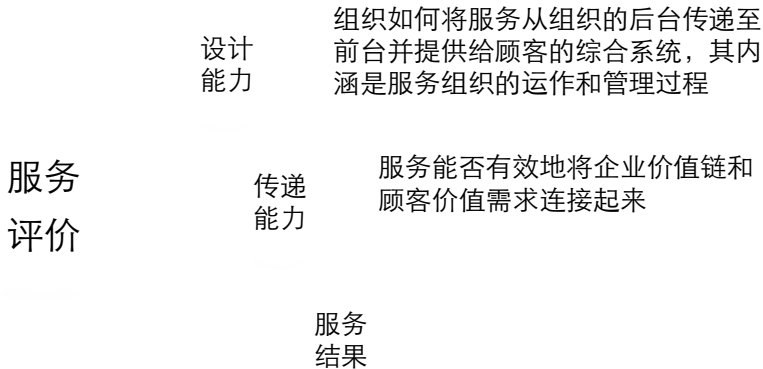 设计
能力
组织如何将服务从组织的后台传递至
前台并提供给顾客的综合系统，其内
涵是服务组织的运作和管理过程
服务
评价
传递
能力
服务能否有效地将企业价值链和
顾客价值需求连接起来
服务
结果